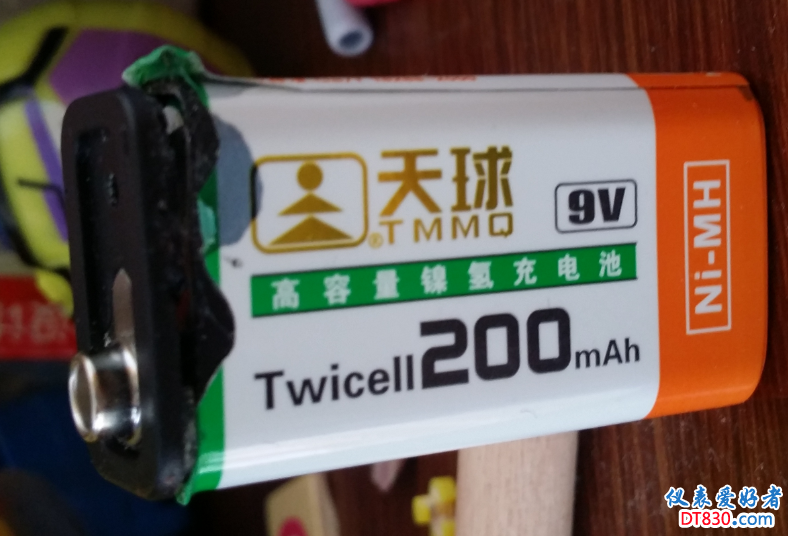 天球
®TMMQ
9V
高容量镍氢充电池
Twicell200mAh
Ni-MH
仪表爱好者
DT830.com